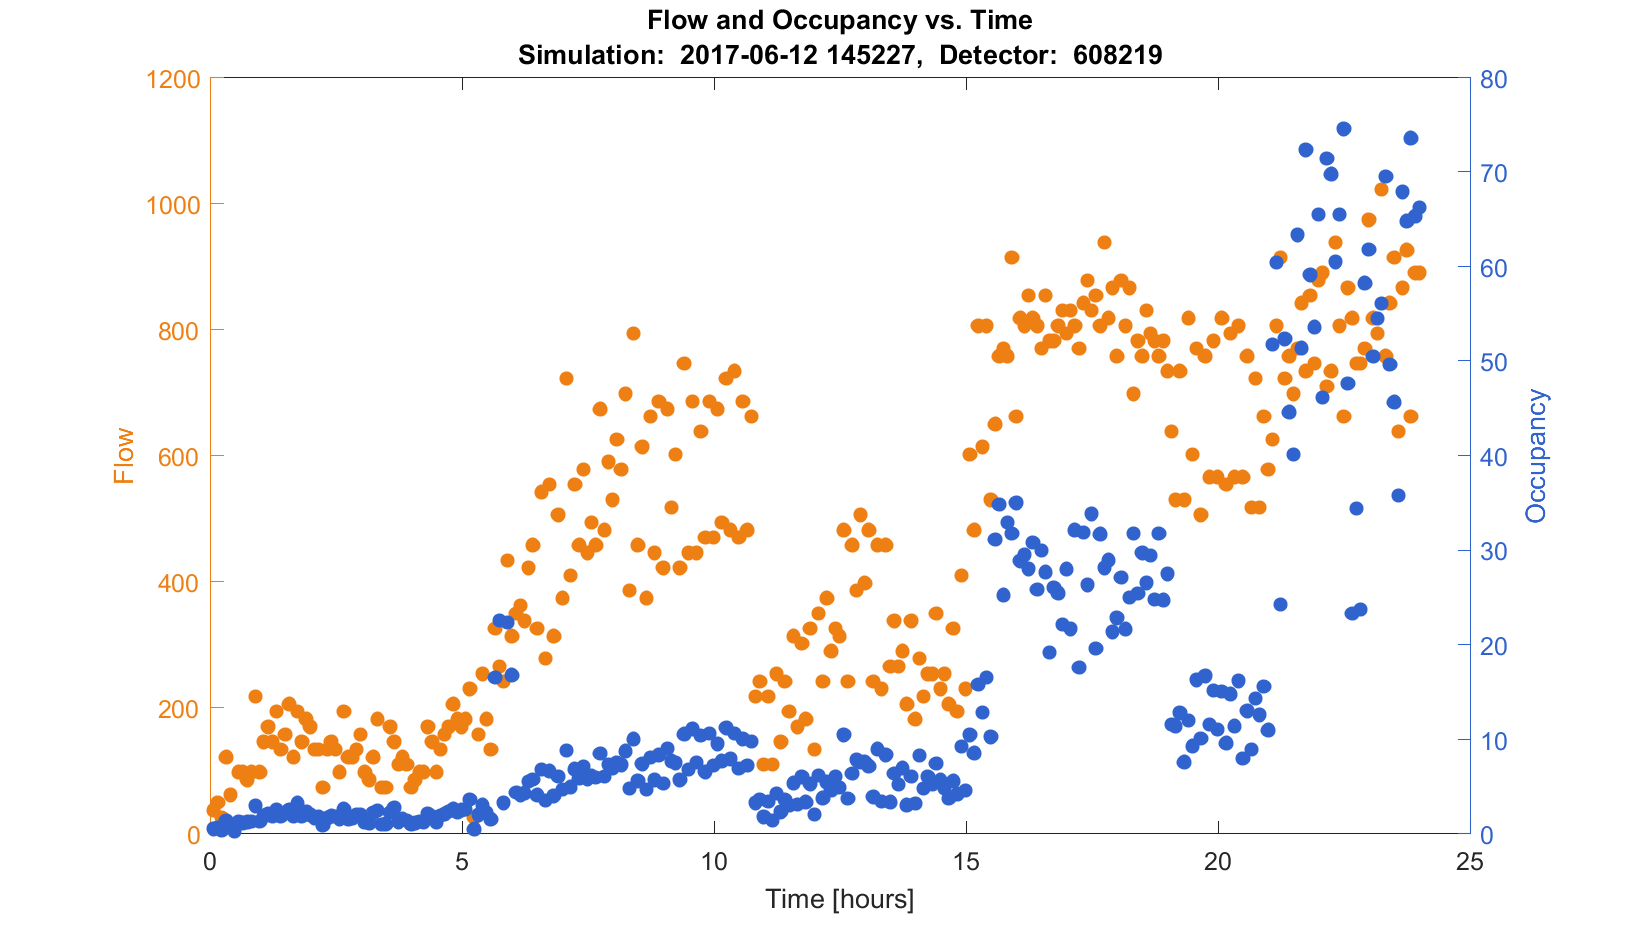 Flow and Occupancy vs. Time
Simulation:  2017-06-12 145227,  Detector:  608219
1200
1000
800
600
400
200
0
Flow
80
70
60
50
40
30
20
10
0
Occupancy
0 5 10 15 20 25
Time [hours]